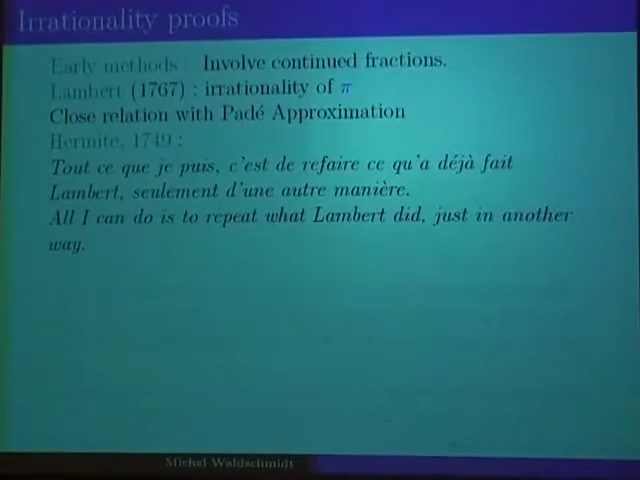 Irrationality proofs
Early methods : Involve continued fractions.
Lambert (1767) : irrationality of π
Close relation with Padé Approximation
Hermite, 1749 :
Tout ce que je puis, c'est de refaire ce qu'a déjà fait
Lambert, seulement d'une autre manière.
All I can do is to repeat what Lambert did, just in another
way.
Michel Waldschmidt